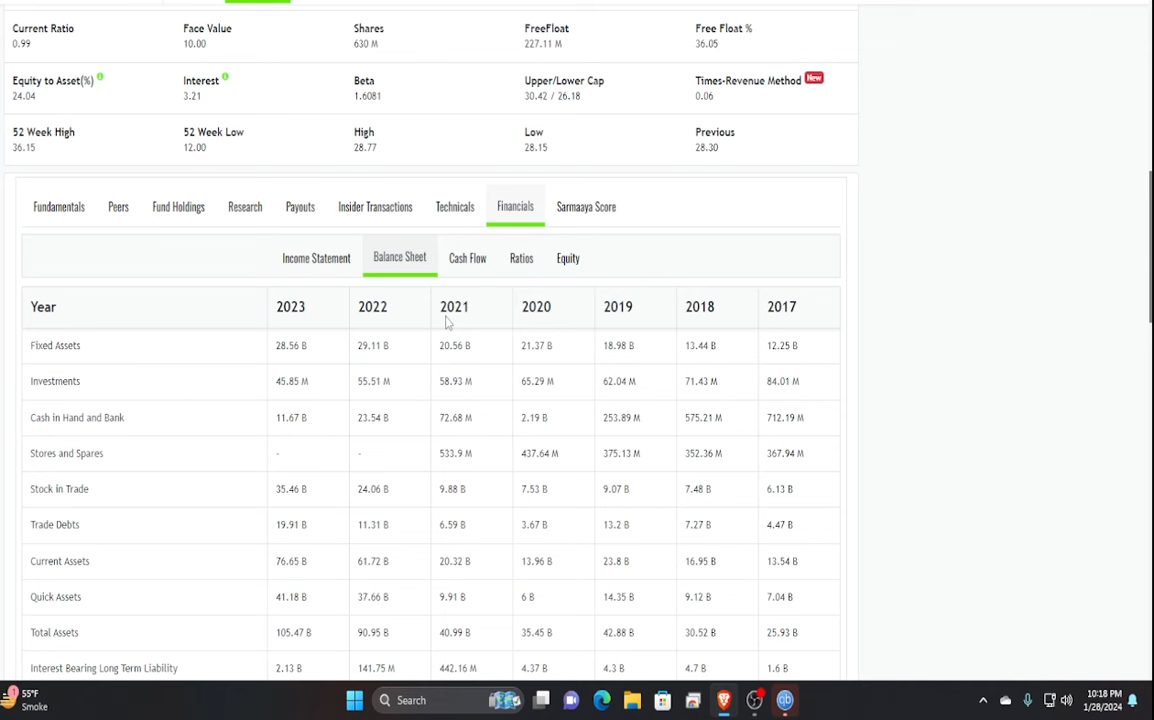 Current Ratio Face Value Shares FreeFloat Free Float %
0.99 10.00 630 M 227.11 M 36.05
Equity to Asset(%) Interest Beta Upper/Lower Cap Times-Revenue Method New
24.04 3.21 1.6081 30.42 / 26.18 0.06
52 Week High 52 Week Low High Low Previous
36.15 12.00 28.77 28.15 28.30
Fundamentals Peers Fund Holdings Research Payouts Insider Transactions Technicals Financials Sarmaaya Score
Income Statement Balance Sheet Cash Flow Ratios Equity
Year 2023 2022 2021 2020 2019 2018 2017
Fixed Assets 28.56 B 29.11 B 20.56 B 21.37 B 18.98 B 13.44 B 12.25 B
Investments 45.85 M 55.51 M 58.93 M 65.29 M 62.04 M 71.43 M 84.01 M
Cash in Hand and Bank 11.67 B 23.54 B 72.68 M 2.19 B 253.89 M 575.21 M 712.19 M
Stores and Spares - - 533.9 M 437.64 M 375.13 M 352.36 M 367.94 M
Stock in Trade 35.46 B 24.06 B 9.88 B 7.53 B 9.07 B 7.48 B 6.13 B
Trade Debts 19.91 B 11.31 B 6.59 B 3.67 B 13.2 B 7.27 B 4.47 B
Current Assets 76.65 B 61.72 B 20.32 B 13.96 B 23.8 B 16.95 B 13.54 B
Quick Assets 41.18 B 37.66 B 9.91 B 6 B 14.35 B 9.12 B 7.04 B
Total Assets 105.47 B 90.95 B 40.99 B 35.45 B 42.88 B 30.52 B 25.93 B
Interest Bearing Long Term Liability 2.13 B 141.75 M 442.16 M 4.37 B 4.3 B 4.7 B 1.6 B
55°F
Smoke
Search
10:18 PM
1/28/2024